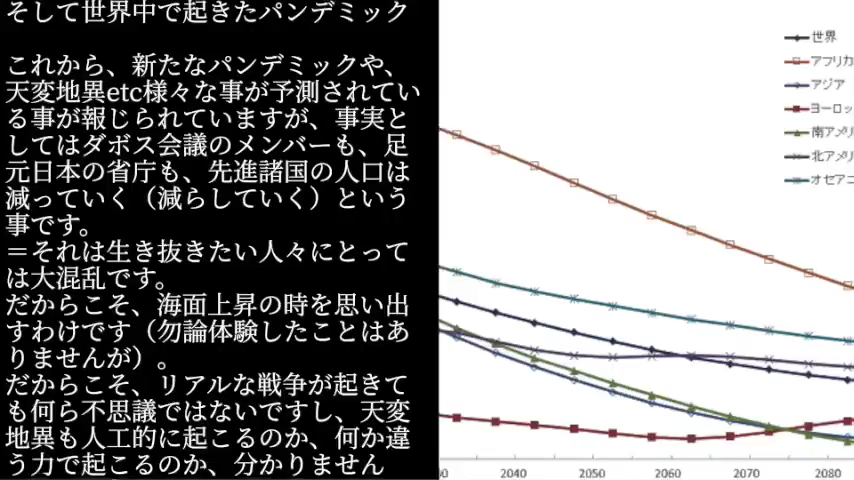 そして世界中で起きたパンデミック
これから、新たなパンデミックや、
天変地異etc様々な事が予測されてい
る事が報じられていますが、事実と
してはダボス会議のメンバーも、足
元日本の省庁も、先進諸国の人口は
減っていく（減らしていく）という
事です。
＝それは生き抜きたい人々にとって
は大混乱です。
だからこそ、海面上昇の時を思い出
すわけです（勿論体験したことはあ
りませんが）。
だからこそ、リアルな戦争が起きて
も何ら不思議ではないですし、天変
地異も人工的に起こるのか、何か違
う力で起こるのか、分かりません
世界
アフリカ
アジア
ヨーロッ
南アメリ
北アメリ
オセアニ
2040 2050 2060 2070 2080